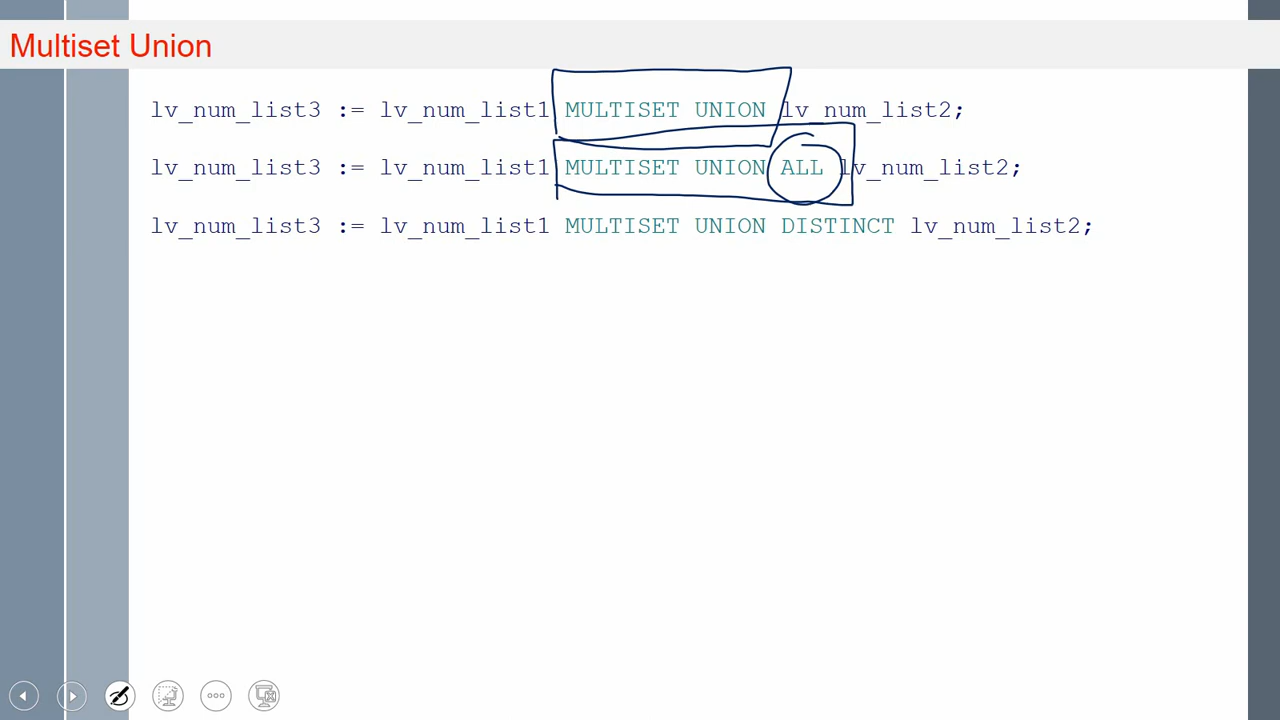 Multiset Union
lv_num_list3 := lv_num_list1 MULTISET UNION lv_num_list2;
lv_num_list3 := lv_num_list1 MULTISET UNION ALL lv_num_list2;
lv_num_list3 := lv_num_list1 MULTISET UNION DISTINCT lv_num_list2;